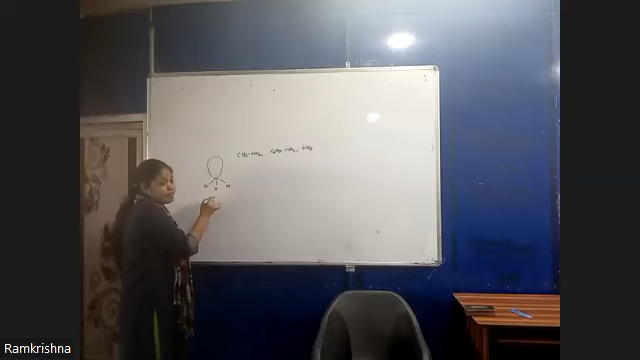 CH3-NH2, C6H5-NH2, NH3
N
H H H
Ramkrishna